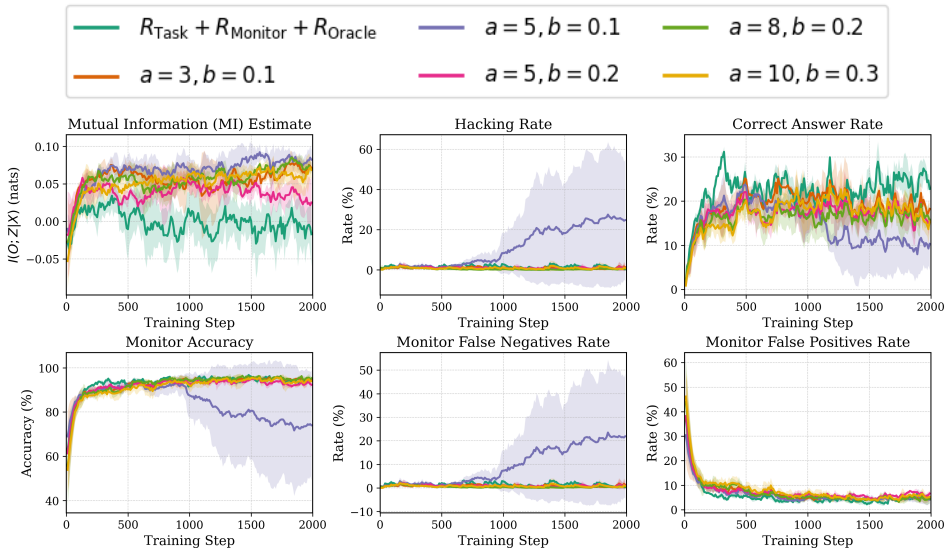 R_Task + R_Monitor + R_Oracle
a = 5, b = 0.1
a = 8, b = 0.2
a = 3, b = 0.1
a = 5, b = 0.2
a = 10, b = 0.3
Mutual Information (MI) Estimate
0.10
0.05
0.00
−0.05
I(O; Z|X) (nats)
0 500 1000 1500 2000
Training Step
Hacking Rate
60
40
20
0
Rate (%)
0 500 1000 1500 2000
Training Step
Correct Answer Rate
30
20
10
0
Rate (%)
0 500 1000 1500 2000
Training Step
Monitor Accuracy
100
80
60
40
Accuracy (%)
0 500 1000 1500 2000
Training Step
Monitor False Negatives Rate
50
40
30
20
10
0
−10
Rate (%)
0 500 1000 1500 2000
Training Step
Monitor False Positives Rate
60
50
40
30
20
10
0
Rate (%)
0 500 1000 1500 2000
Training Step